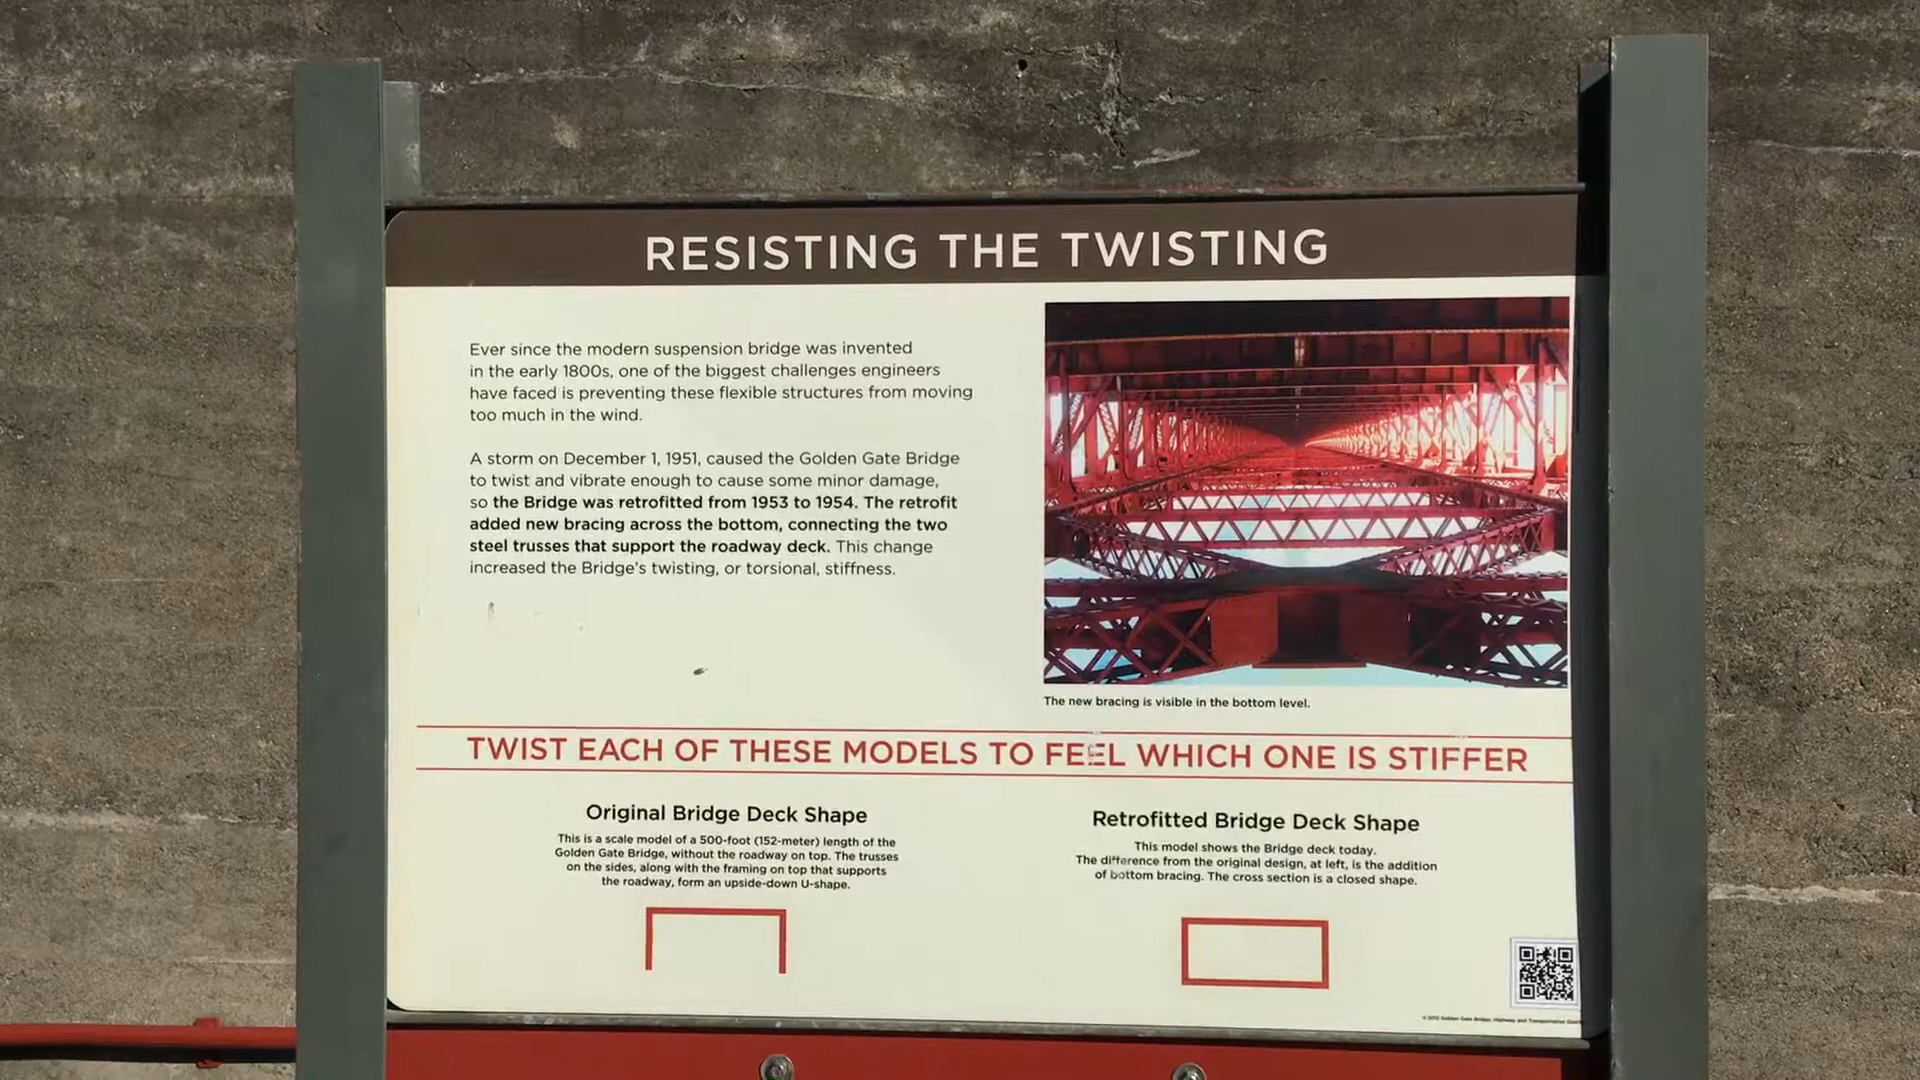 RESISTING THE TWISTING
Ever since the modern suspension bridge was invented
in the early 1800s, one of the biggest challenges engineers
have faced is preventing these flexible structures from moving
too much in the wind.
A storm on December 1, 1951, caused the Golden Gate Bridge
to twist and vibrate enough to cause some minor damage,
so the Bridge was retrofitted from 1953 to 1954. The retrofit
added new bracing across the bottom, connecting the two
steel trusses that support the roadway deck. This change
increased the Bridge's twisting, or torsional, stiffness.
The new bracing is visible in the bottom level.
TWIST EACH OF THESE MODELS TO FEEL WHICH ONE IS STIFFER
Original Bridge Deck Shape
This is a scale model of a 500-foot (152-meter) length of the
Golden Gate Bridge, without the roadway on top. The trusses
on the sides, along with the framing on top that supports
the roadway, form an upside-down U-shape.
Retrofitted Bridge Deck Shape
This model shows the Bridge deck today.
The difference from the original design, at left, is the addition
of bottom bracing. The cross section is a closed shape.
Golden Gate Bridge, Highway and Transportation